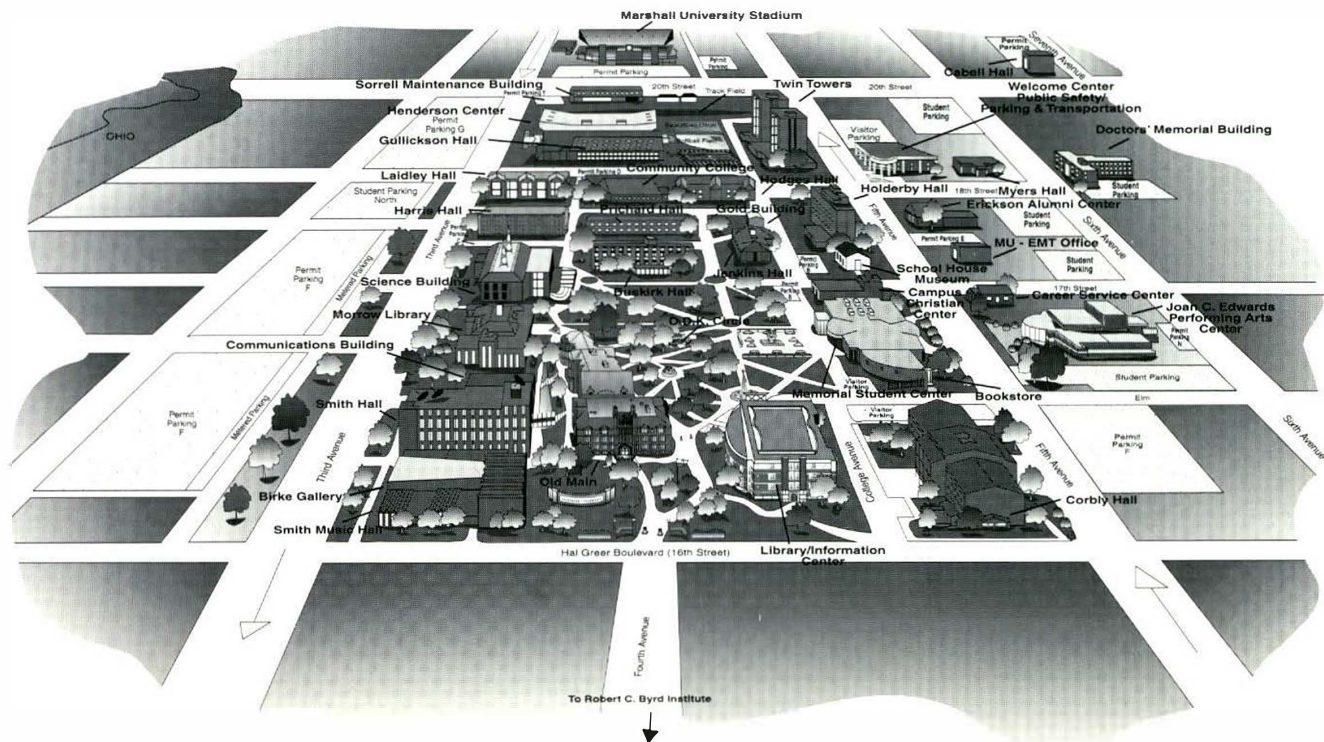 Marshall University Stadium
Permit Parking
Permit Parking
Permit Parking
Seventh Avenue
Cabell Hall
Sorrell Maintenance Building
Permit Parking T
20th Street
Track Field
Twin Towers
20th Street
Welcome Center
Public Safety/
Parking & Transportation
Student
Parking
OHIO
Henderson Center
Permit
Parking G
Gullickson Hall
Visitor
Parking
Doctors' Memorial Building
Community College
Laidley Hall
Hodges Hall
Holderby Hall
18th Street
Myers Hall
Student
Parking
Student Parking
North
Harris Hall
Prichard Hall
Gold Building
Fifth Avenue
Erickson Alumni Center
Student
Parking
Sixth Avenue
Third Avenue
Permit Parking E
MU - EMT Office
Student
Parking
Jenkins Hall
School House
Museum
Permit
Parking
F
Metered Parking
Science Building
Buskirk Hall
17th Street
Campus
Christian
Center
Career Service Center
Joan C. Edwards
Performing Arts
Center
Permit
Parking
N
Morrow Library
O.D.K. Circle
Communications Building
Visitor
Parking
Memorial Student Center
Bookstore
Student Parking
Elm
Smith Hall
Visitor
Parking
Permit
Parking
F
Metered Parking
Third Avenue
College Avenue
Fifth Avenue
Permit
Parking
F
Sixth Avenue
Old Main
Birke Gallery
Corbly Hall
Smith Music Hall
Hal Greer Boulevard (16th Street)
Library/Information
Center
Fourth Avenue
To Robert C. Byrd Institute